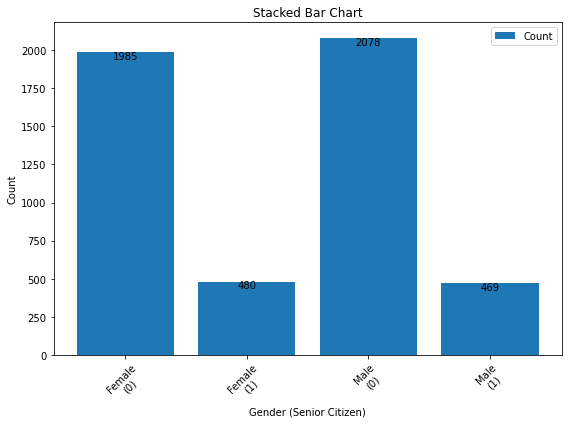 Stacked Bar Chart
Count
2000
1750
1500
1250
1000
750
500
250
0
Count
1985
480
2078
469
Female
(0)
Female
(1)
Male
(0)
Male
(1)
Gender (Senior Citizen)